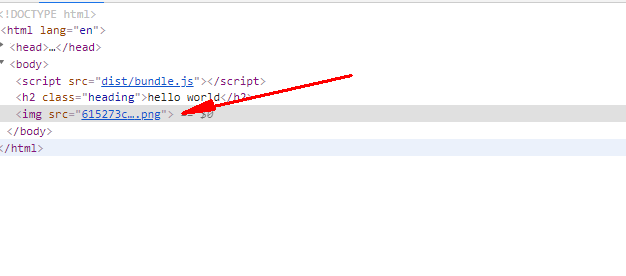 <!DOCTYPE html>
<html lang="en">
<head>…</head>
<body>
<script src="dist/bundle.js"></script>
<h2 class="heading">hello world</h2>
<img src="615273c….png"> == $0
</body>
</html>